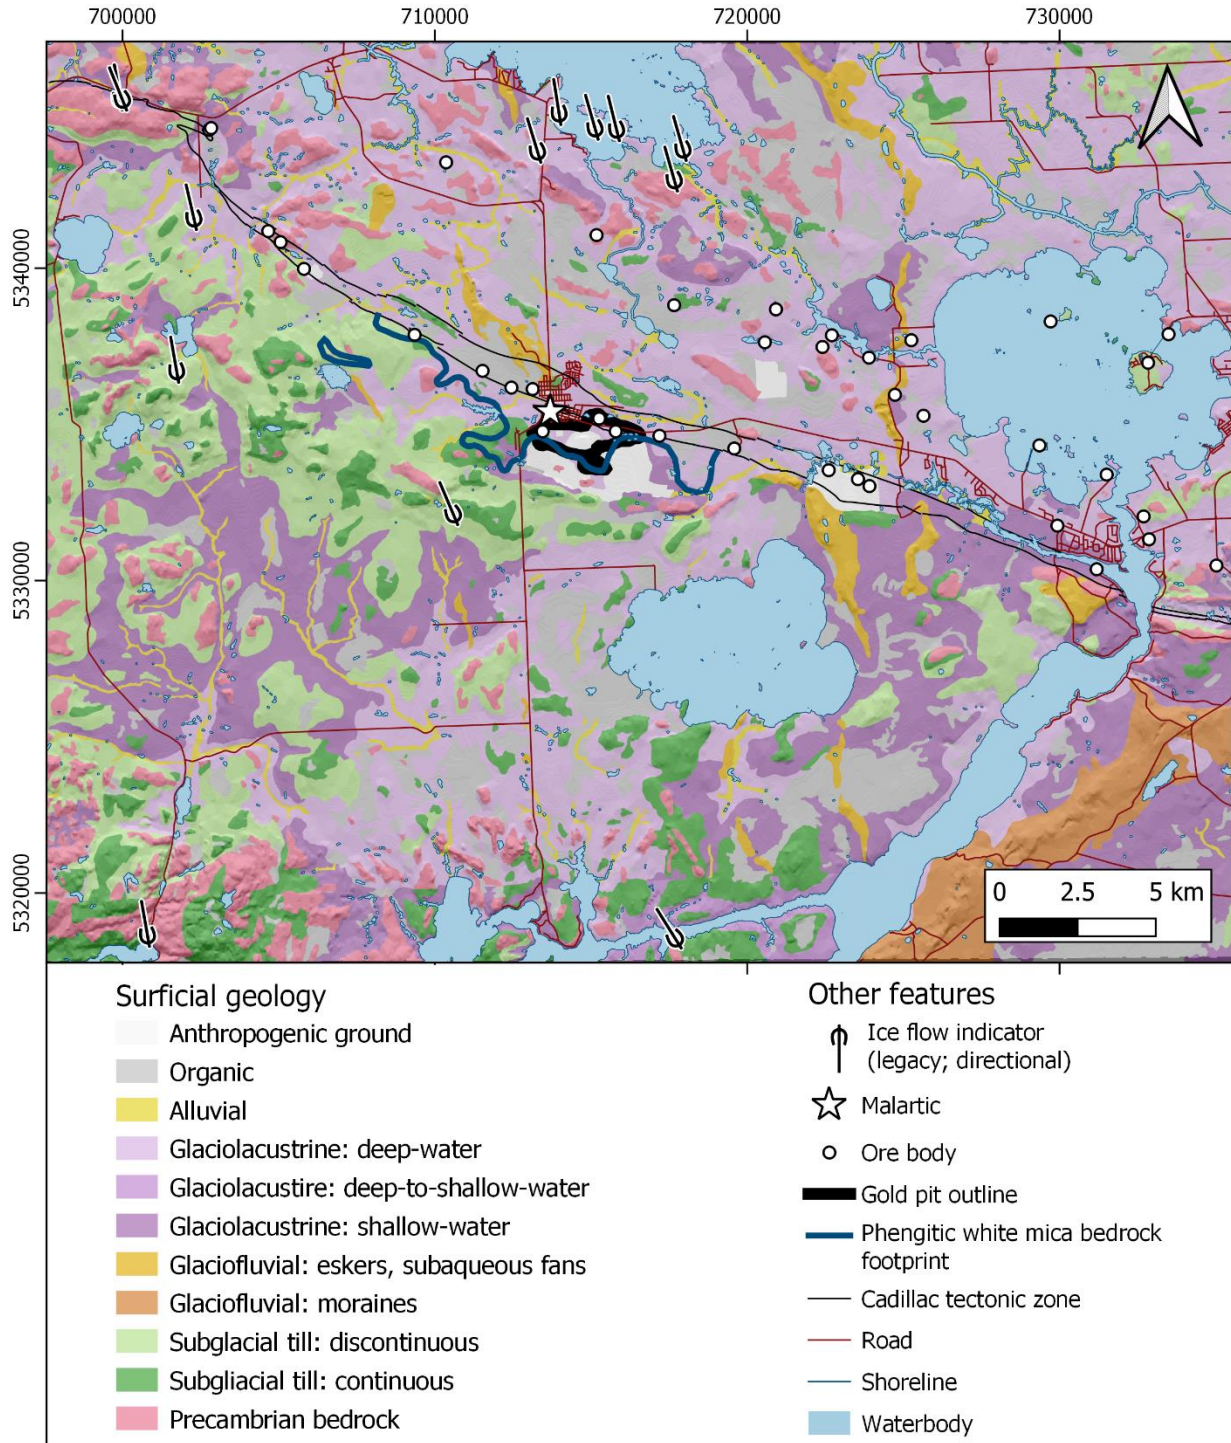 700000 710000 720000 730000
5340000
5330000
5320000
0 2.5 5 km
Surficial geology
Anthropogenic ground
Organic
Alluvial
Glaciolacustrine: deep-water
Glaciolacustire: deep-to-shallow-water
Glaciolacustrine: shallow-water
Glaciofluvial: eskers, subaqueous fans
Glaciofluvial: moraines
Subglacial till: discontinuous
Subgliacial till: continuous
Precambrian bedrock
Other features
Ice flow indicator
(legacy; directional)
Malartic
Ore body
Gold pit outline
Phengitic white mica bedrock
footprint
Cadillac tectonic zone
Road
Shoreline
Waterbody